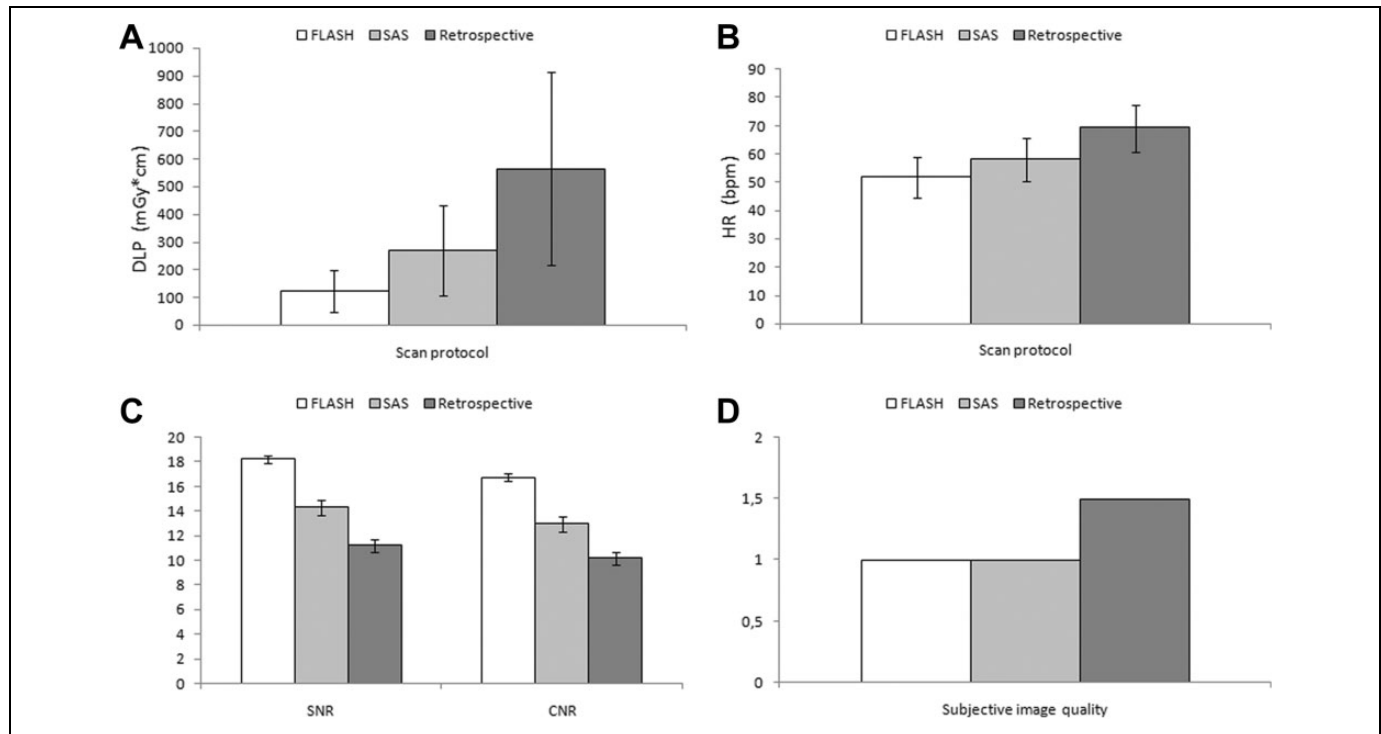 A
FLASH SAS Retrospective
1000
900
800
700
600
500
400
300
200
100
0
DLP (mGy*cm)
Scan protocol
B
FLASH SAS Retrospective
90
80
70
60
50
40
30
20
10
0
HR (bpm)
Scan protocol
C
FLASH SAS Retrospective
20
18
16
14
12
10
8
6
4
2
0
SNR CNR
D
FLASH SAS Retrospective
2
1,5
1
0,5
0
Subjective image quality